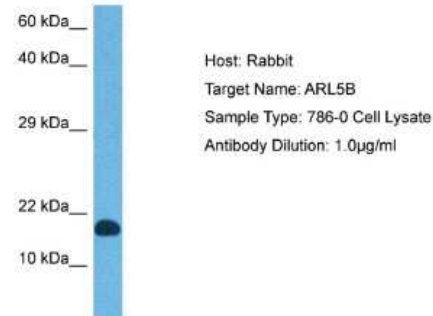 60 kDa
40 kDa
29 kDa
22 kDa
10 kDa
Host: Rabbit
Target Name: ARL5B
Sample Type: 786-0 Cell Lysate
Antibody Dilution: 1.0µg/ml